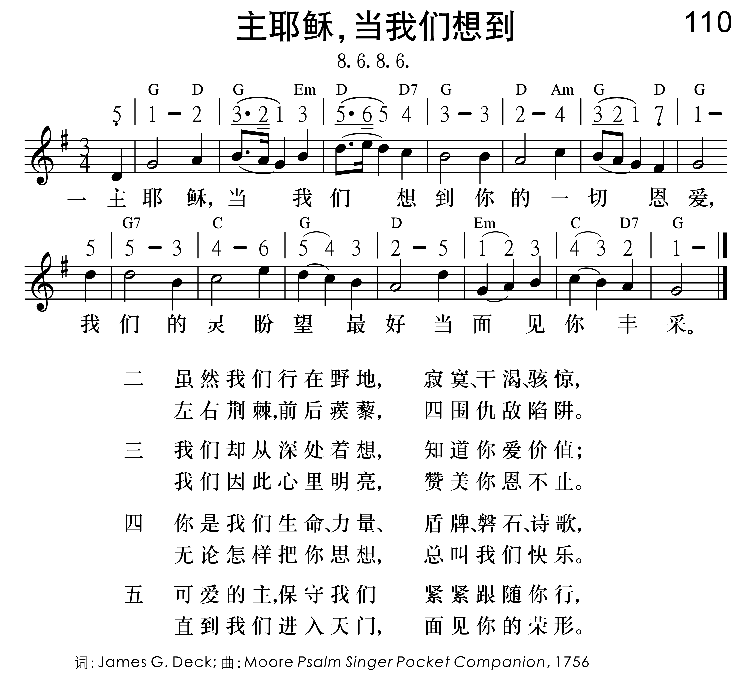 主耶稣,当我们想到 110
8. 6. 8. 6.
G D G Em D D7 G D Am G D G
5 1 - 2 3· 2 1 3 5· 6 5 4 3 - 3 2 - 4 3 2 1 7 1 -
3 4
一 主 耶 稣, 当 我 们 想 到 你 的 一 切 恩 爱,
G7 C G D Em C D7 G
5 5 - 3 4 - 6 5 4 3 2 - 5 1 2 3 4 3 2 1 -
我 们 的 灵 盼 望 最 好 当 面 见 你 丰 采。
二 虽然我们行在野地, 寂寞、干渴、骇惊,
左右荆棘,前后蒺藜, 四围仇敌陷阱。
三 我们却从深处着想, 知道你爱价值;
我们因此心里明亮, 赞美你恩不止。
四 你是我们生命、力量、 盾牌、磐石、诗歌,
无论怎样把你思想, 总叫我们快乐。
五 可爱的主,保守我们 紧紧跟随你行,
直到我们进入天门, 面见你的荣形。
词: James G. Deck; 曲: Moore Psalm Singer Pocket Companion, 1756